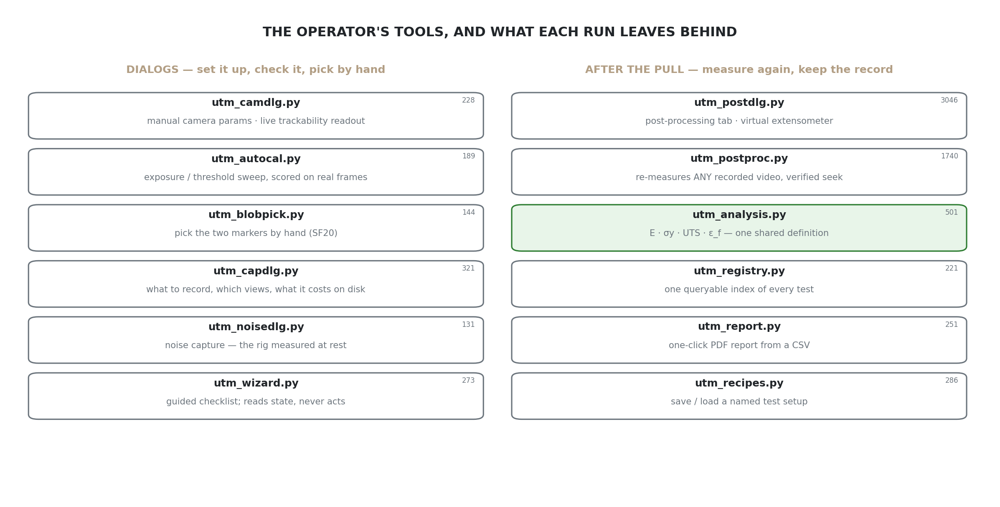 THE OPERATOR'S TOOLS, AND WHAT EACH RUN LEAVES BEHIND
DIALOGS — set it up, check it, pick by hand
utm_camdlg.py
228
manual camera params · live trackability readout
utm_autocal.py
189
exposure / threshold sweep, scored on real frames
utm_blobpick.py
144
pick the two markers by hand (SF20)
utm_capdlg.py
321
what to record, which views, what it costs on disk
utm_noisedlg.py
131
noise capture — the rig measured at rest
utm_wizard.py
273
guided checklist; reads state, never acts
AFTER THE PULL — measure again, keep the record
utm_postdlg.py
3046
post-processing tab · virtual extensometer
utm_postproc.py
1740
re-measures ANY recorded video, verified seek
utm_analysis.py
501
E · σy · UTS · ε_f — one shared definition
utm_registry.py
221
one queryable index of every test
utm_report.py
251
one-click PDF report from a CSV
utm_recipes.py
286
save / load a named test setup